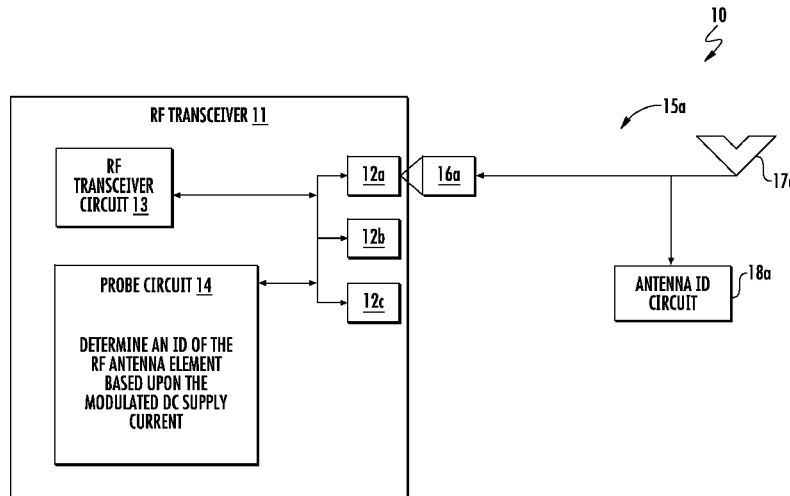 10
15a
RF TRANSCEIVER 11
RF
TRANSCEIVER
CIRCUIT 13
12a
16a
12b
12c
PROBE CIRCUIT 14
DETERMINE AN ID OF THE
RF ANTENNA ELEMENT
BASED UPON THE
MODULATED DC SUPPLY
CURRENT
ANTENNA ID
CIRCUIT
18a